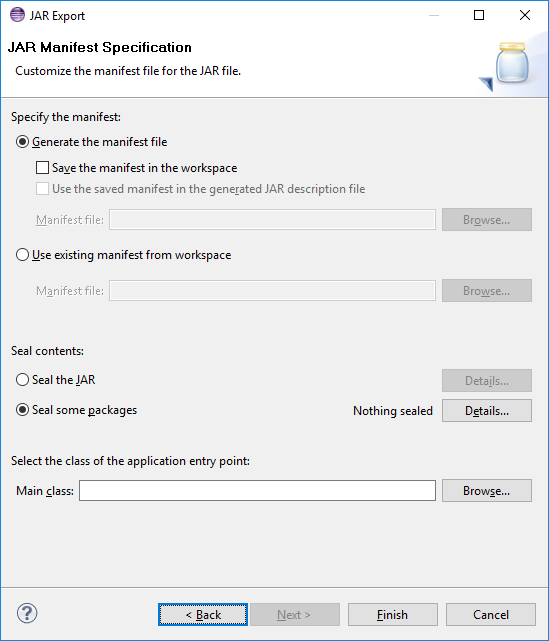 JAR Export
JAR Manifest Specification
Customize the manifest file for the JAR file.
Specify the manifest:
Generate the manifest file
Save the manifest in the workspace
Use the saved manifest in the generated JAR description file
Manifest file: Browse...
Use existing manifest from workspace
Manifest file: Browse...
Seal contents:
Seal the JAR Details...
Seal some packages Nothing sealed Details...
Select the class of the application entry point:
Main class: Browse...
? < Back Next > Finish Cancel